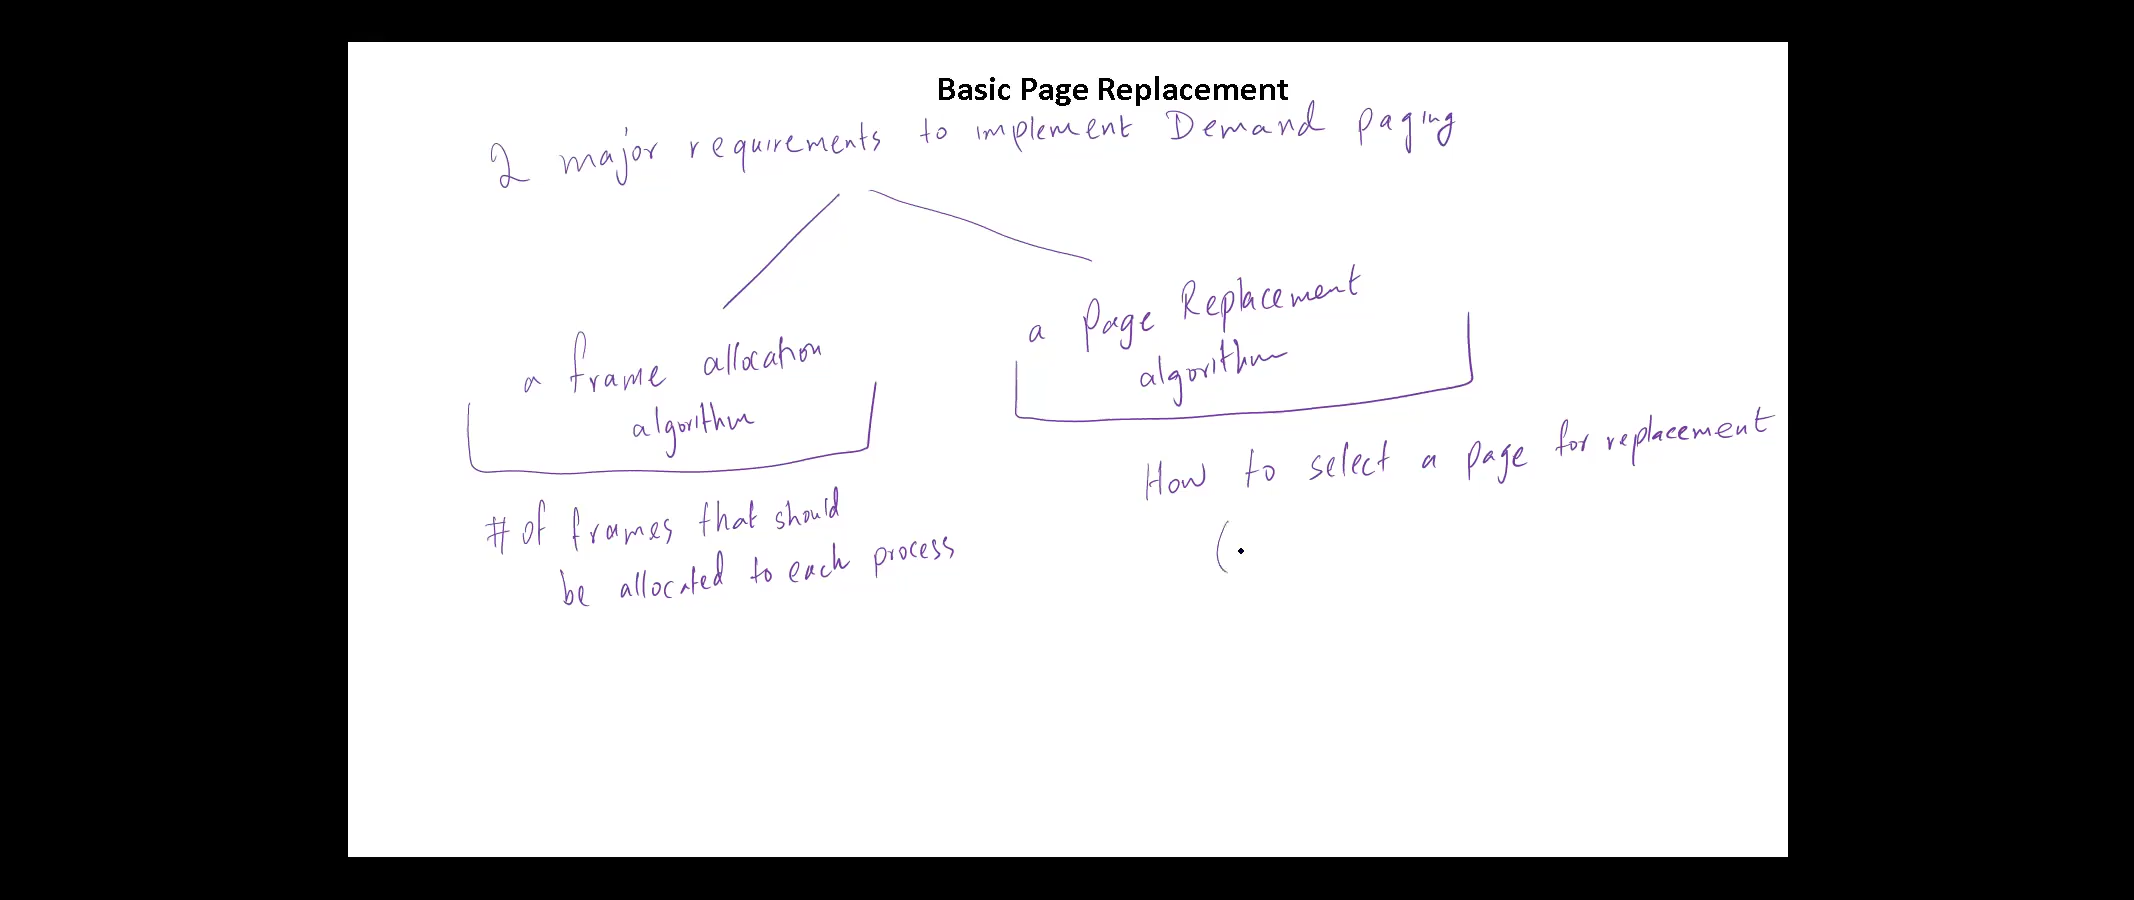 Basic Page Replacement
2 major requirements to implement Demand paging
a frame allocation
algorithm
# of frames that should
be allocated to each process
a Page Replacement
algorithm
How to select a page for replacement
(